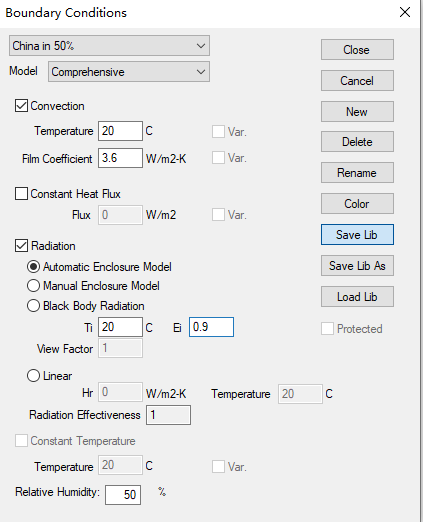 Boundary Conditions
China in 50%
Close
Model Comprehensive
Cancel
Convection
New
Temperature 20 C Var.
Delete
Film Coefficient 3.6 W/m2-K Var.
Rename
Constant Heat Flux
Color
Flux 0 W/m2 Var.
Save Lib
Radiation
Automatic Enclosure Model
Save Lib As
Manual Enclosure Model
Load Lib
Black Body Radiation
Ti 20 C Ei 0.9
Protected
View Factor 1
Linear
Hr 0 W/m2-K Temperature 20 C
Radiation Effectiveness 1
Constant Temperature
Temperature 20 C Var.
Relative Humidity: 50 %